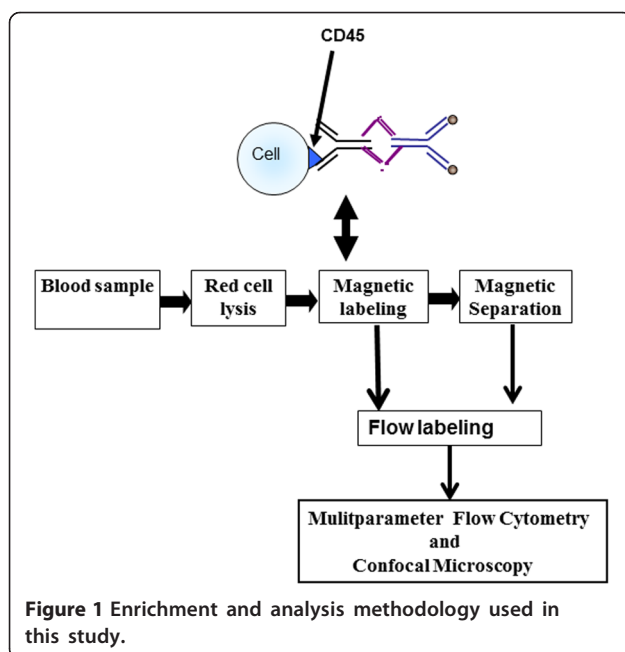 CD45
Cell
Blood sample
Red cell
lysis
Magnetic
labeling
Magnetic
Separation
Flow labeling
Mulitparameter Flow Cytometry
and
Confocal Microscopy
Figure 1 Enrichment and analysis methodology used in
this study.